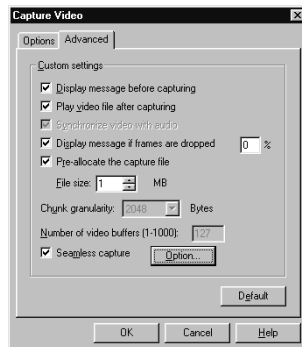 Capture Video
Options Advanced
Custom settings
Display message before capturing
Play video file after capturing
Synchronize video with audio
Display message if frames are dropped 0 %
Pre-allocate the capture file
File size: 1 MB
Chunk granularity: 2048 Bytes
Number of video buffers (1-1000): 127
Seamless capture Option...
Default
OK Cancel Help